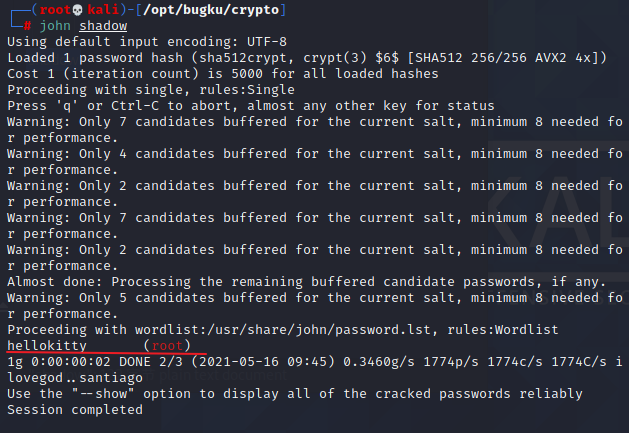 ┌──(root💀kali)-[/opt/bugku/crypto]
└─# john shadow
Using default input encoding: UTF-8
Loaded 1 password hash (sha512crypt, crypt(3) $6$ [SHA512 256/256 AVX2 4x])
Cost 1 (iteration count) is 5000 for all loaded hashes
Proceeding with single, rules:Single
Press 'q' or Ctrl-C to abort, almost any other key for status
Warning: Only 7 candidates buffered for the current salt, minimum 8 needed fo
r performance.
Warning: Only 4 candidates buffered for the current salt, minimum 8 needed fo
r performance.
Warning: Only 2 candidates buffered for the current salt, minimum 8 needed fo
r performance.
Warning: Only 7 candidates buffered for the current salt, minimum 8 needed fo
r performance.
Warning: Only 2 candidates buffered for the current salt, minimum 8 needed fo
r performance.
Almost done: Processing the remaining buffered candidate passwords, if any.
Warning: Only 5 candidates buffered for the current salt, minimum 8 needed fo
r performance.
Proceeding with wordlist:/usr/share/john/password.lst, rules:Wordlist
hellokitty       (root)
1g 0:00:00:02 DONE 2/3 (2021-05-16 09:45) 0.3460g/s 1774p/s 1774c/s 1774C/s i
lovegod..santiago
Use the "--show" option to display all of the cracked passwords reliably
Session completed